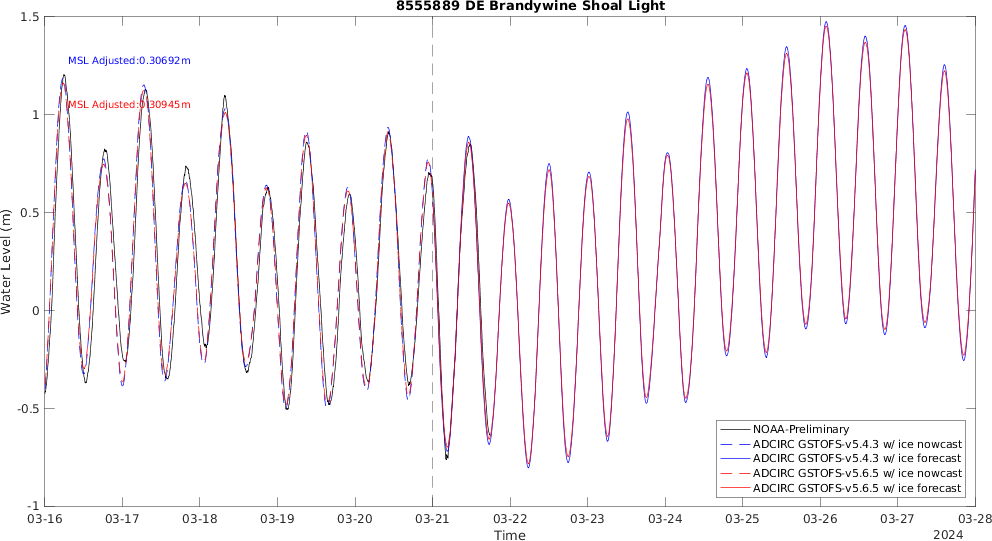 8555889 DE Brandywine Shoal Light
1.5
MSL Adjusted:0.30692m
MSL Adjusted:0.30945m
1
0.5
0
-0.5
-1
Water Level (m)
NOAA-Preliminary
ADCIRC GSTOFS-v5.4.3 w/ ice nowcast
ADCIRC GSTOFS-v5.4.3 w/ ice forecast
ADCIRC GSTOFS-v5.6.5 w/ ice nowcast
ADCIRC GSTOFS-v5.6.5 w/ ice forecast
03-16 03-17 03-18 03-19 03-20 03-21 03-22 03-23 03-24 03-25 03-26 03-27 03-28
Time
2024